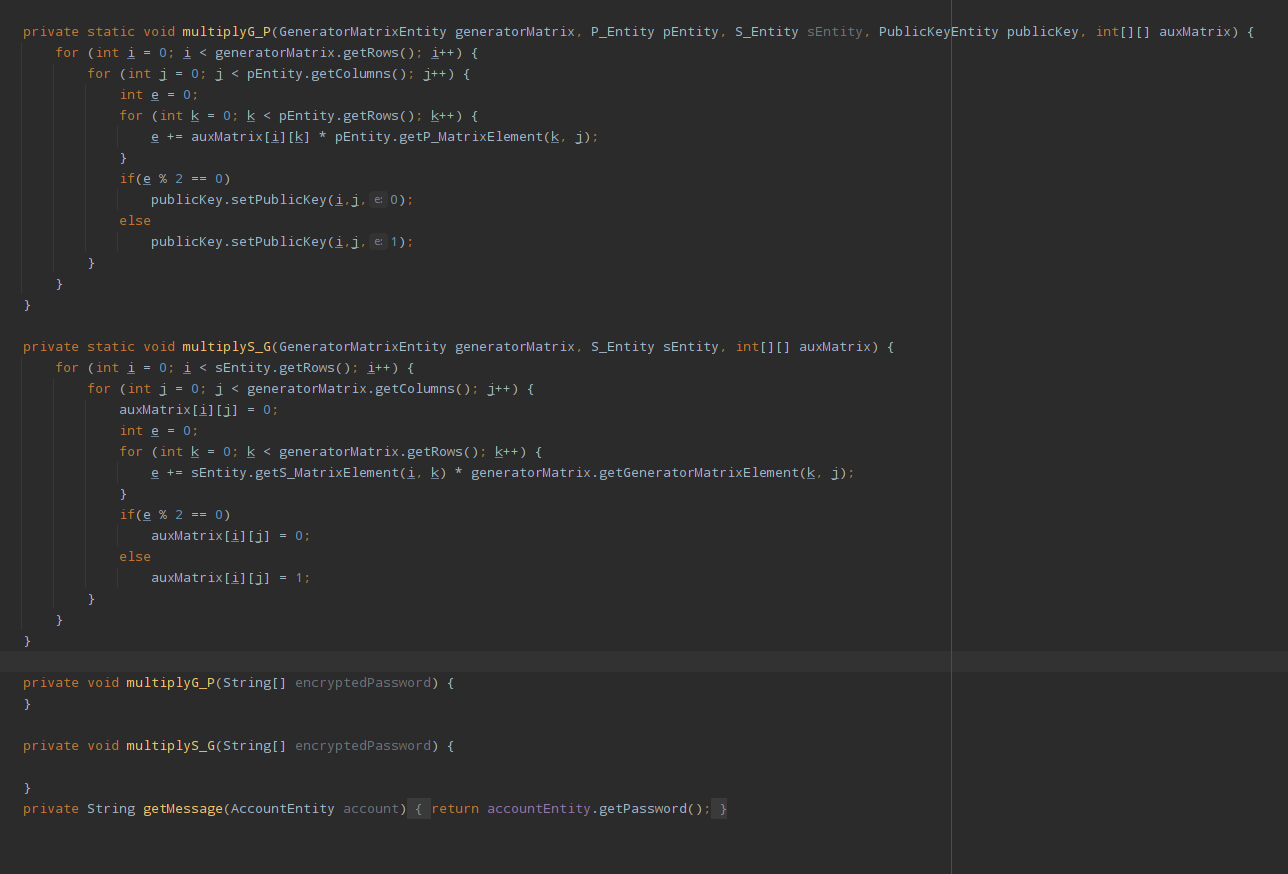 private static void multiplyG_P(GeneratorMatrixEntity generatorMatrix, P_Entity pEntity, S_Entity sEntity, PublicKeyEntity publicKey, int[][] auxMatrix) {
    for (int i = 0; i < generatorMatrix.getRows(); i++) {
        for (int j = 0; j < pEntity.getColumns(); j++) {
            int e = 0;
            for (int k = 0; k < pEntity.getRows(); k++) {
                e += auxMatrix[i][k] * pEntity.getP_MatrixElement(k, j);
            }
            if(e % 2 == 0)
                publicKey.setPublicKey(i,j, e: 0);
            else
                publicKey.setPublicKey(i,j, e: 1);
        }
    }
}

private static void multiplyS_G(GeneratorMatrixEntity generatorMatrix, S_Entity sEntity, int[][] auxMatrix) {
    for (int i = 0; i < sEntity.getRows(); i++) {
        for (int j = 0; j < generatorMatrix.getColumns(); j++) {
            auxMatrix[i][j] = 0;
            int e = 0;
            for (int k = 0; k < generatorMatrix.getRows(); k++) {
                e += sEntity.getS_MatrixElement(i, k) * generatorMatrix.getGeneratorMatrixElement(k, j);
            }
            if(e % 2 == 0)
                auxMatrix[i][j] = 0;
            else
                auxMatrix[i][j] = 1;
        }
    }
}

private void multiplyG_P(String[] encryptedPassword) {
}

private void multiplyS_G(String[] encryptedPassword) {

}
private String getMessage(AccountEntity account) { return accountEntity.getPassword(); }